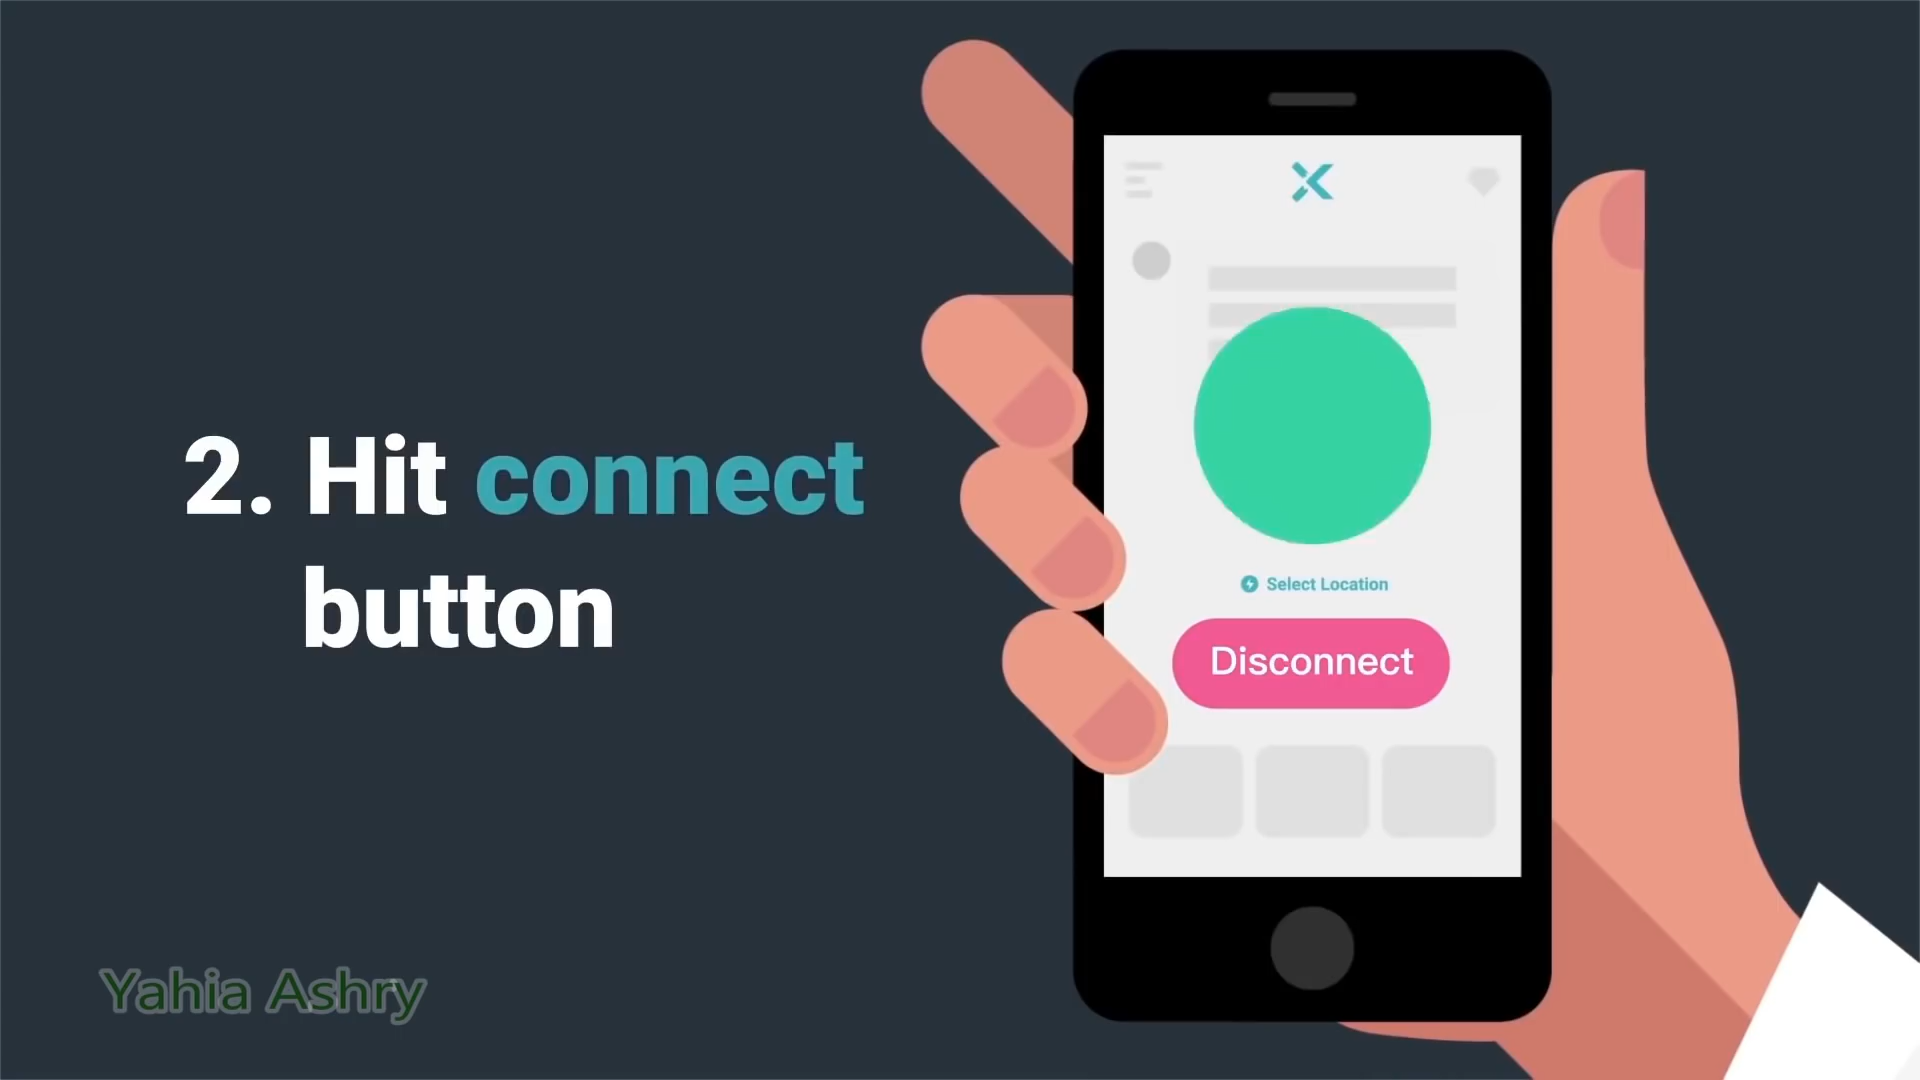 2. Hit connect
button
Select Location
Disconnect
Yahia Ashry